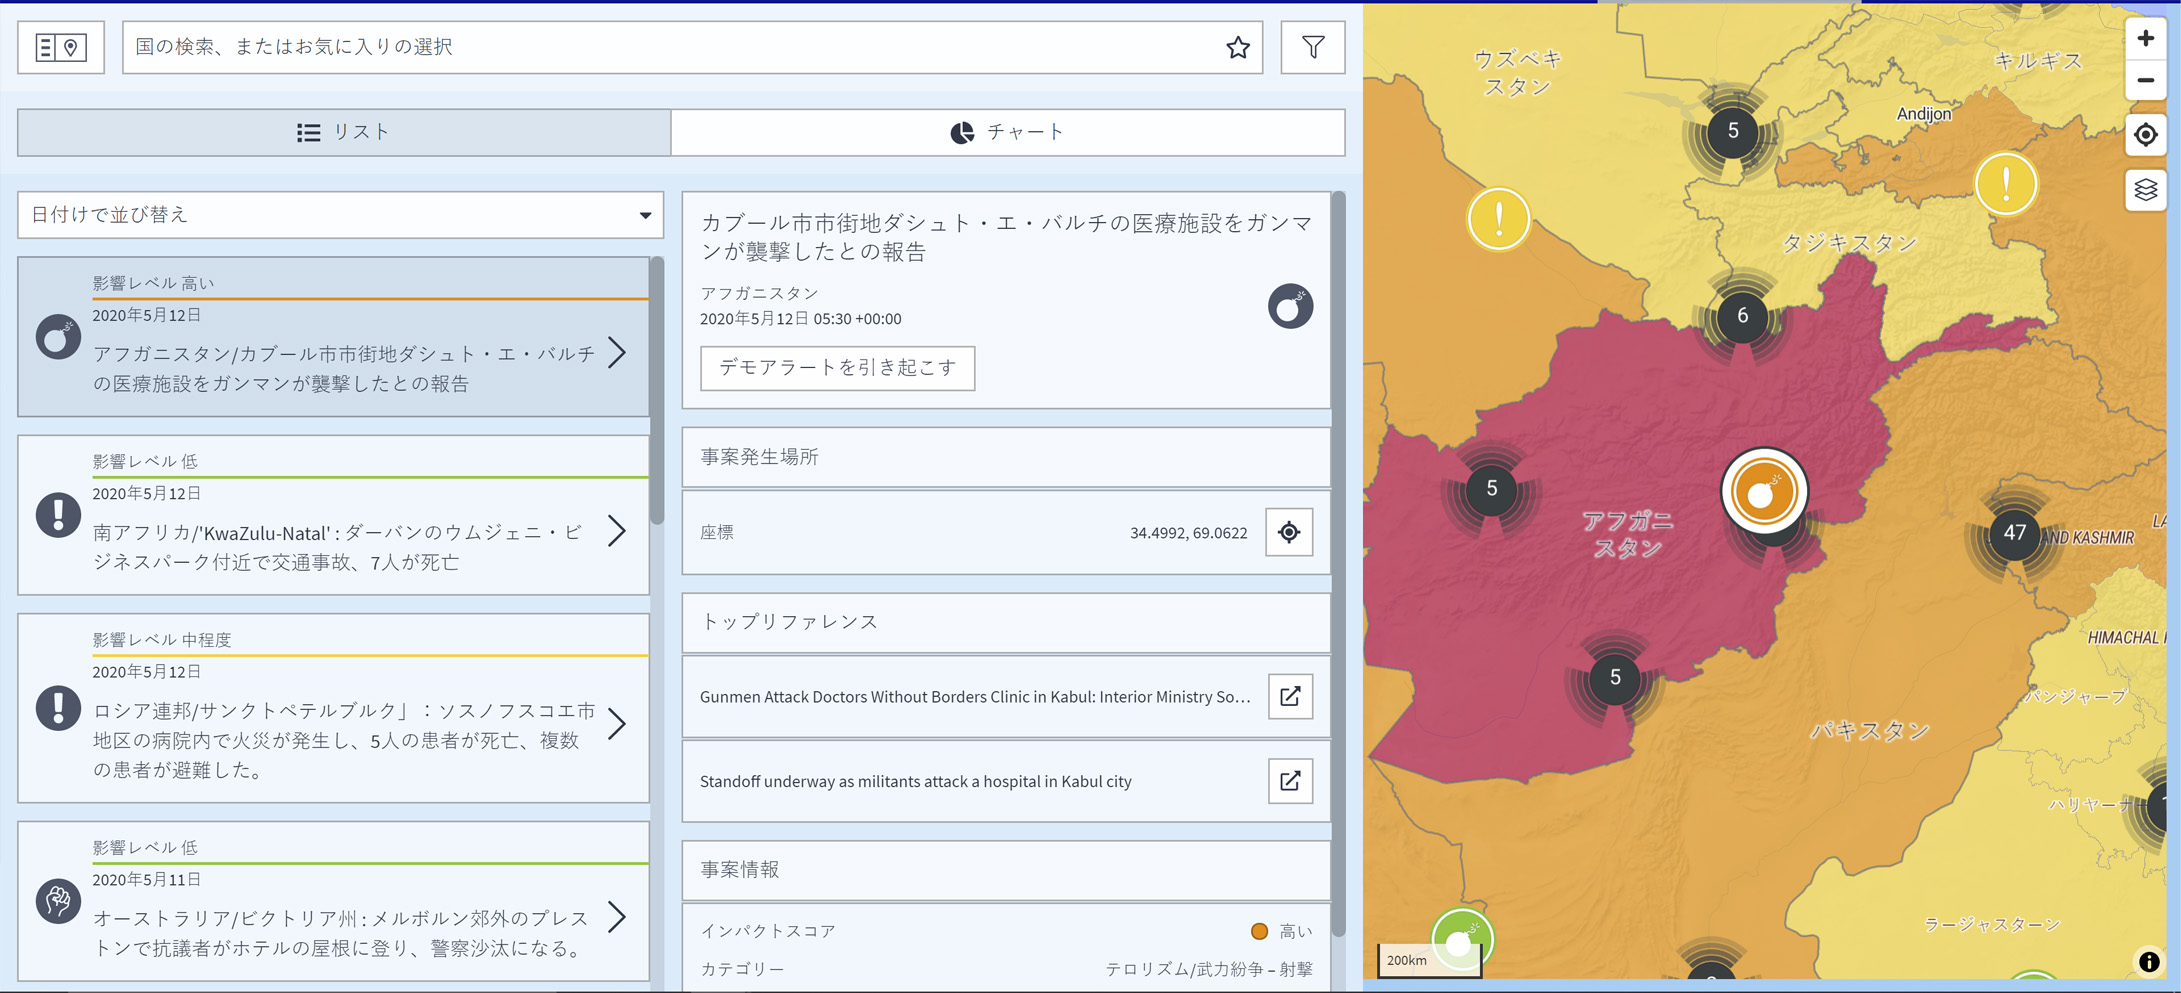 国の検索、またはお気に入りの選択
リスト
チャート
日付けで並び替え
影響レベル 高い
2020年5月12日
アフガニスタン/カブール市市街地ダシュト・エ・バルチ
の医療施設をガンマンが襲撃したとの報告
影響レベル 低
2020年5月12日
南アフリカ/'KwaZulu-Natal' : ダーバンのウムジェニ・ビ
ジネスパーク付近で交通事故、7人が死亡
影響レベル 中程度
2020年5月12日
ロシア連邦/サンクトペテルブルク」：ソスノフスコエ市
地区の病院内で火災が発生し、5人の患者が死亡、複数
の患者が避難した。
影響レベル 低
2020年5月11日
オーストラリア/ビクトリア州 : メルボルン郊外のプレス
トンで抗議者がホテルの屋根に登り、警察沙汰になる。
カブール市市街地ダシュト・エ・バルチの医療施設をガンマ
ンが襲撃したとの報告
アフガニスタン
2020年5月12日 05:30 +00:00
デモアラートを引き起こす
事案発生場所
座標
34.4992, 69.0622
トップリファレンス
Gunmen Attack Doctors Without Borders Clinic in Kabul: Interior Ministry So...
Standoff underway as militants attack a hospital in Kabul city
事案情報
インパクトスコア
高い
カテゴリー
テロリズム/武力紛争 – 射撃
ウズベキ
スタン
キルギス
Andijon
5
タジキスタン
6
5
アフガニ
スタン
47
AND KASHMIR
LA
HIMACHAL
5
パンジャーブ
パキスタン
ハリヤーナー
ラージャスターン
200km